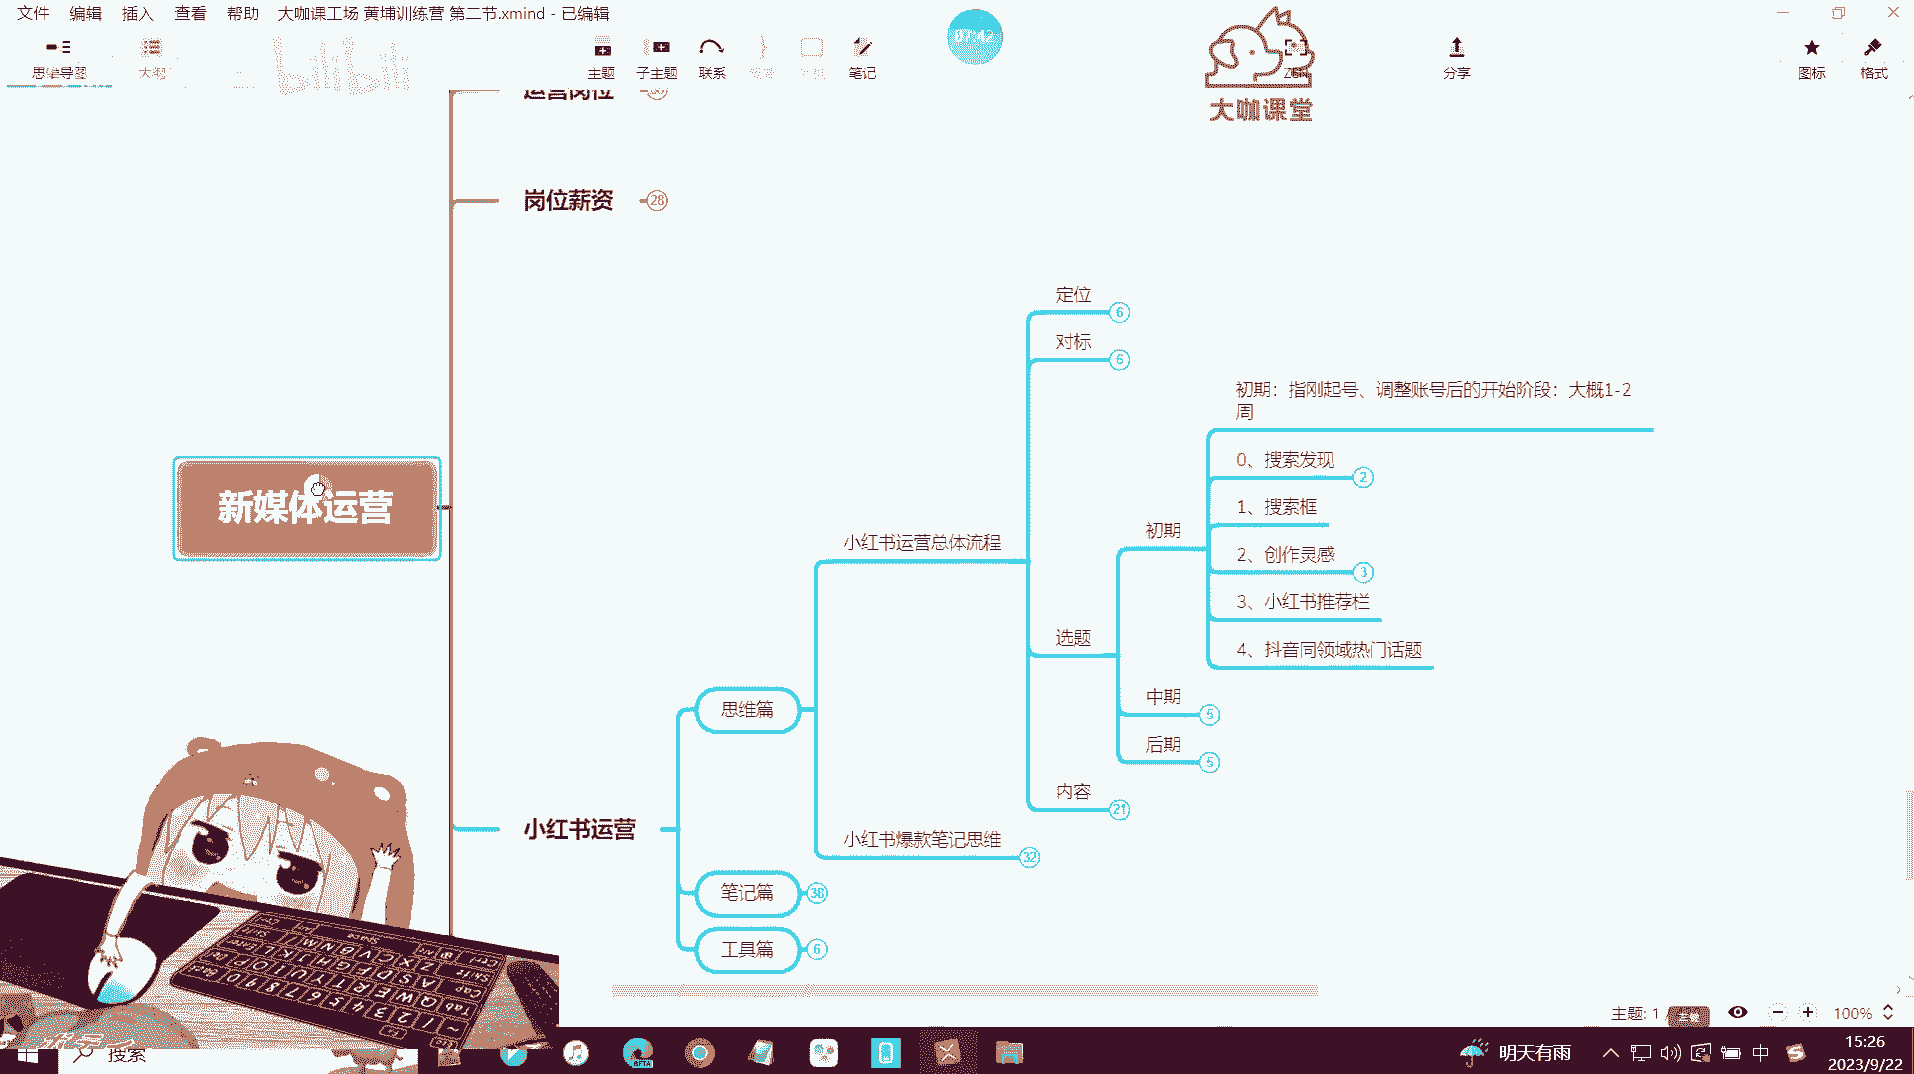 文件 编辑 插入 查看 帮助 大咖课工场 黄埔训练营 第二节.xmind - 已编辑
07:42
思维导图
大纲
bilibili
主题
子主题
联系
笔记
ZEN
分享
图标
格式
大咖课堂
运营岗位
岗位薪资 28
定位 6
对标 6
初期：指刚起号、调整账号后的开始阶段：大概1-2
周
0、搜索发现 2
1、搜索框
新媒体运营
初期
小红书运营总体流程
2、创作灵感 3
3、小红书推荐栏
选题
4、抖音同领域热门话题
中期 5
思维篇
后期 5
内容 21
小红书运营
小红书爆款笔记思维 32
笔记篇 38
工具篇 6
主题: 1 /
100%
搜索
BETA
明天有雨
中
15:26
2023/9/22